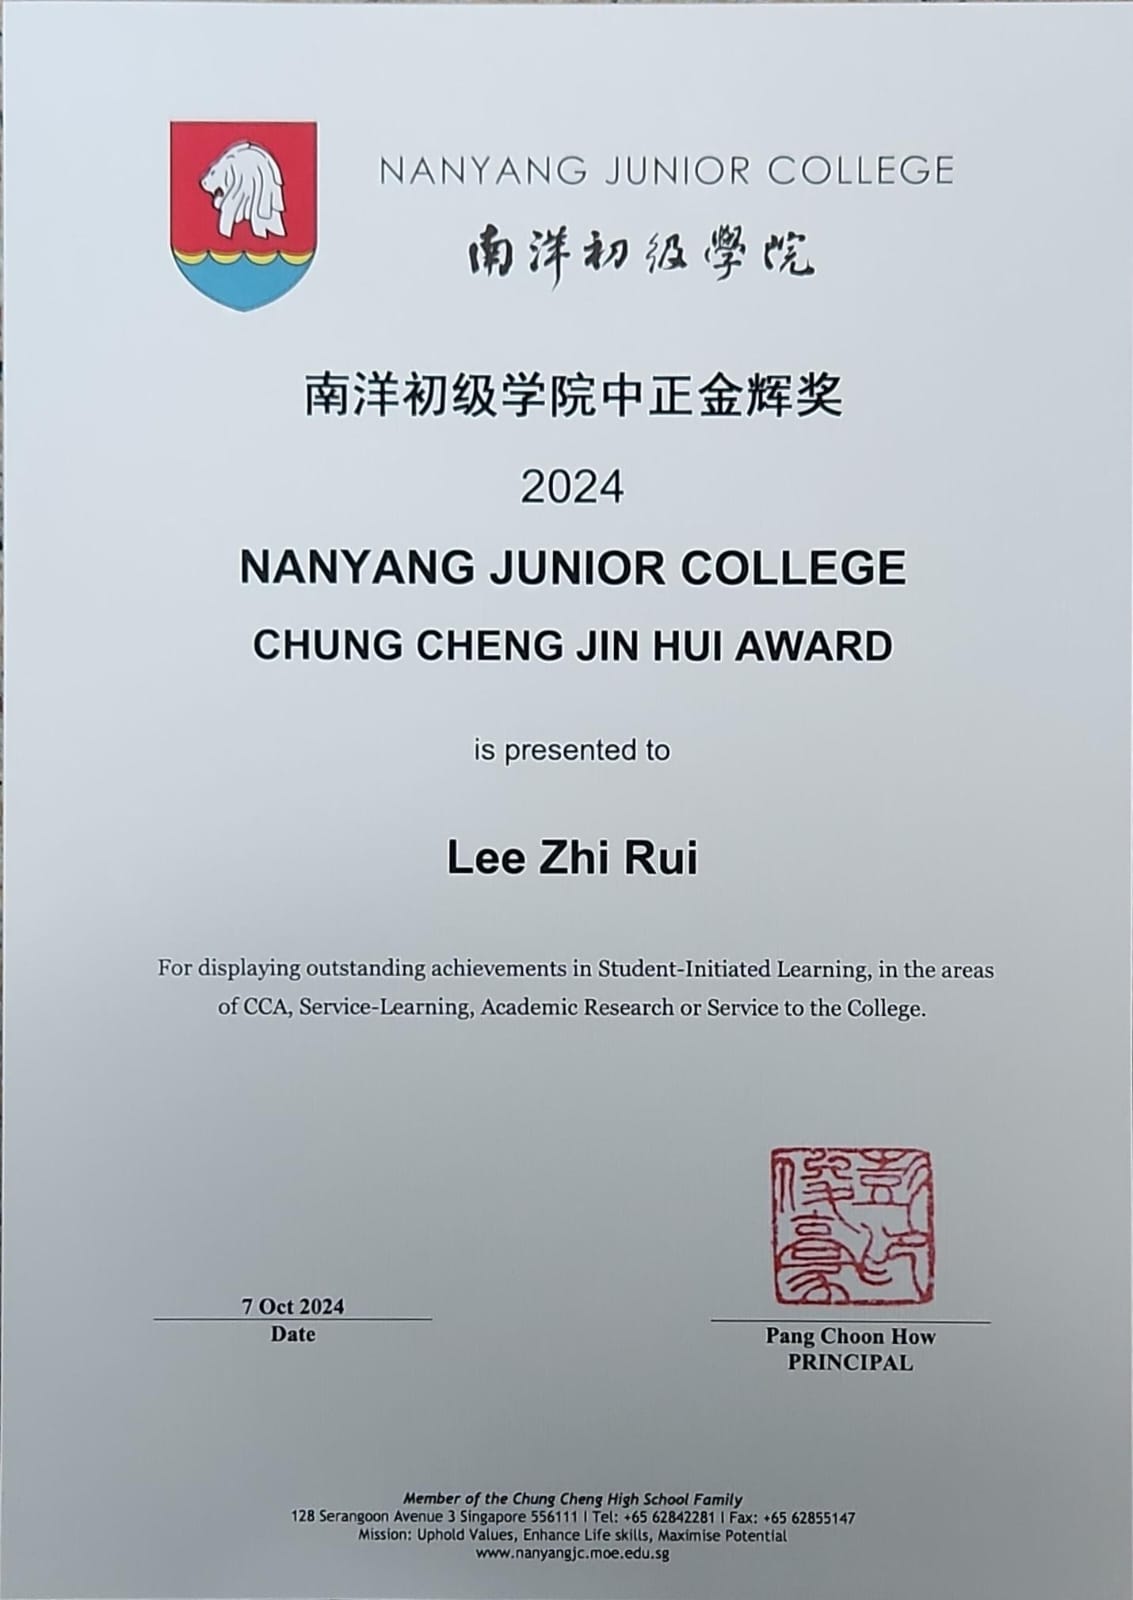 NANYANG JUNIOR COLLEGE
南洋初级學院
南洋初级学院中正金辉奖
2024
NANYANG JUNIOR COLLEGE
CHUNG CHENG JIN HUI AWARD
is presented to
Lee Zhi Rui
For displaying outstanding achievements in Student-Initiated Learning, in the areas
of CCA, Service-Learning, Academic Research or Service to the College.
7 Oct 2024
Date
Pang Choon How
PRINCIPAL
Member of the Chung Cheng High School Family
128 Serangoon Avenue 3 Singapore 556111 | Tel: +65 62842281 | Fax: +65 62855147
Mission: Uphold Values, Enhance Life skills, Maximise Potential
www.nanyangjc.moe.edu.sg